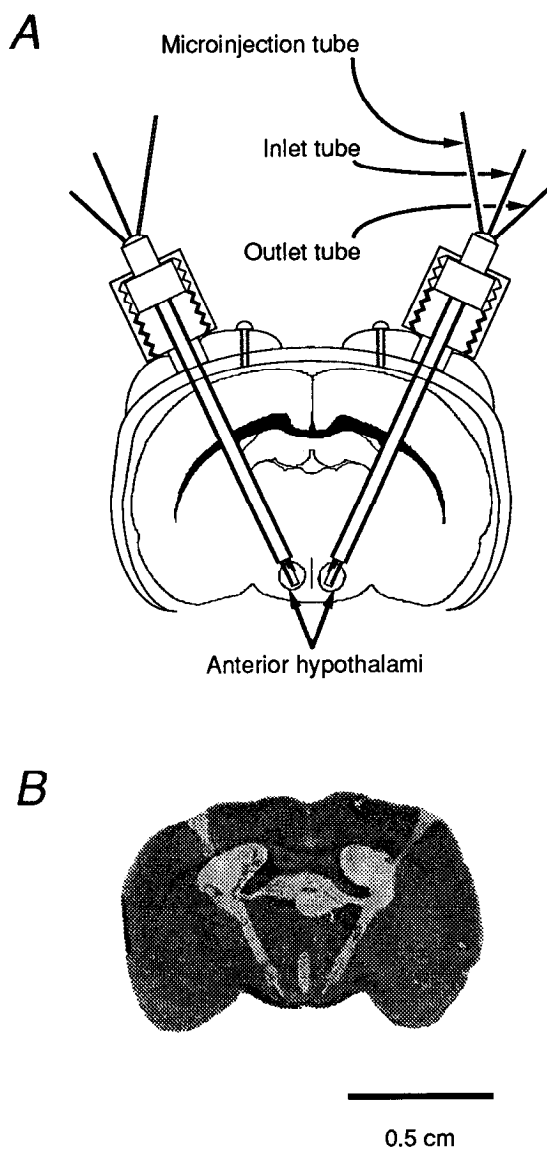 A
Microinjection tube
Inlet tube
Outlet tube
Anterior hypothalami
B
0.5 cm